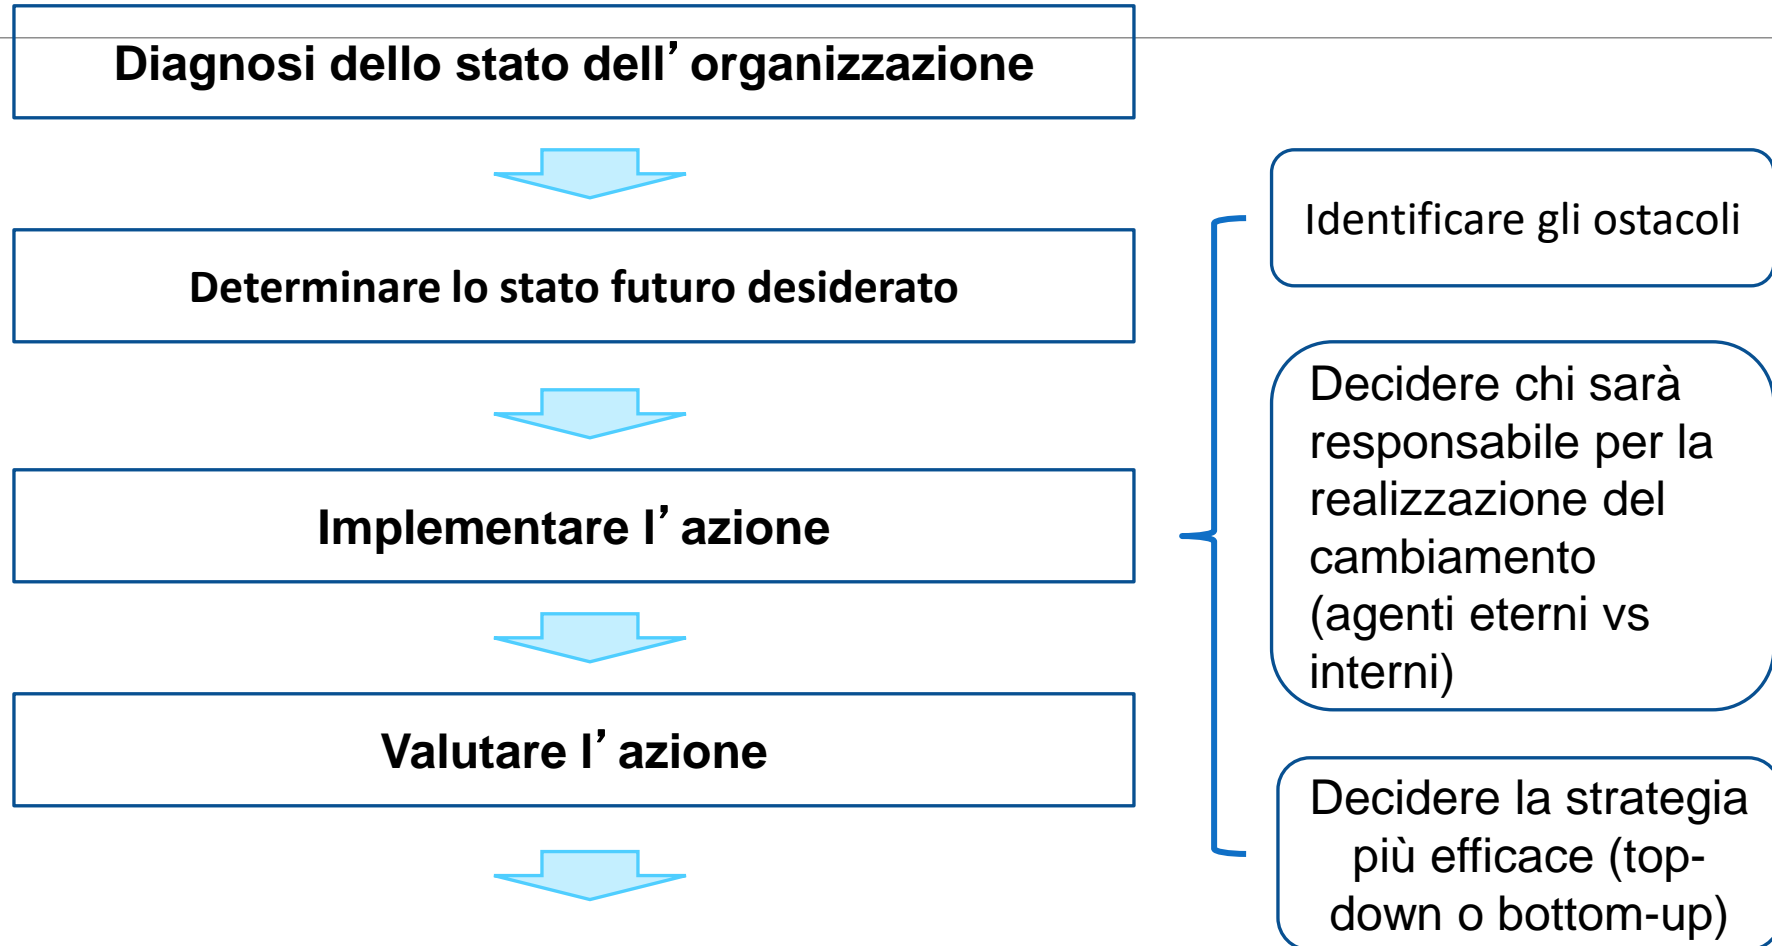 Diagnosi dello stato dell’organizzazione
Determinare lo stato futuro desiderato
Implementare l’azione
Valutare l’azione
Identificare gli ostacoli
Decidere chi sarà
responsabile per la
realizzazione del
cambiamento
(agenti eterni vs
interni)
Decidere la strategia
più efficace (top-
down o bottom-up)